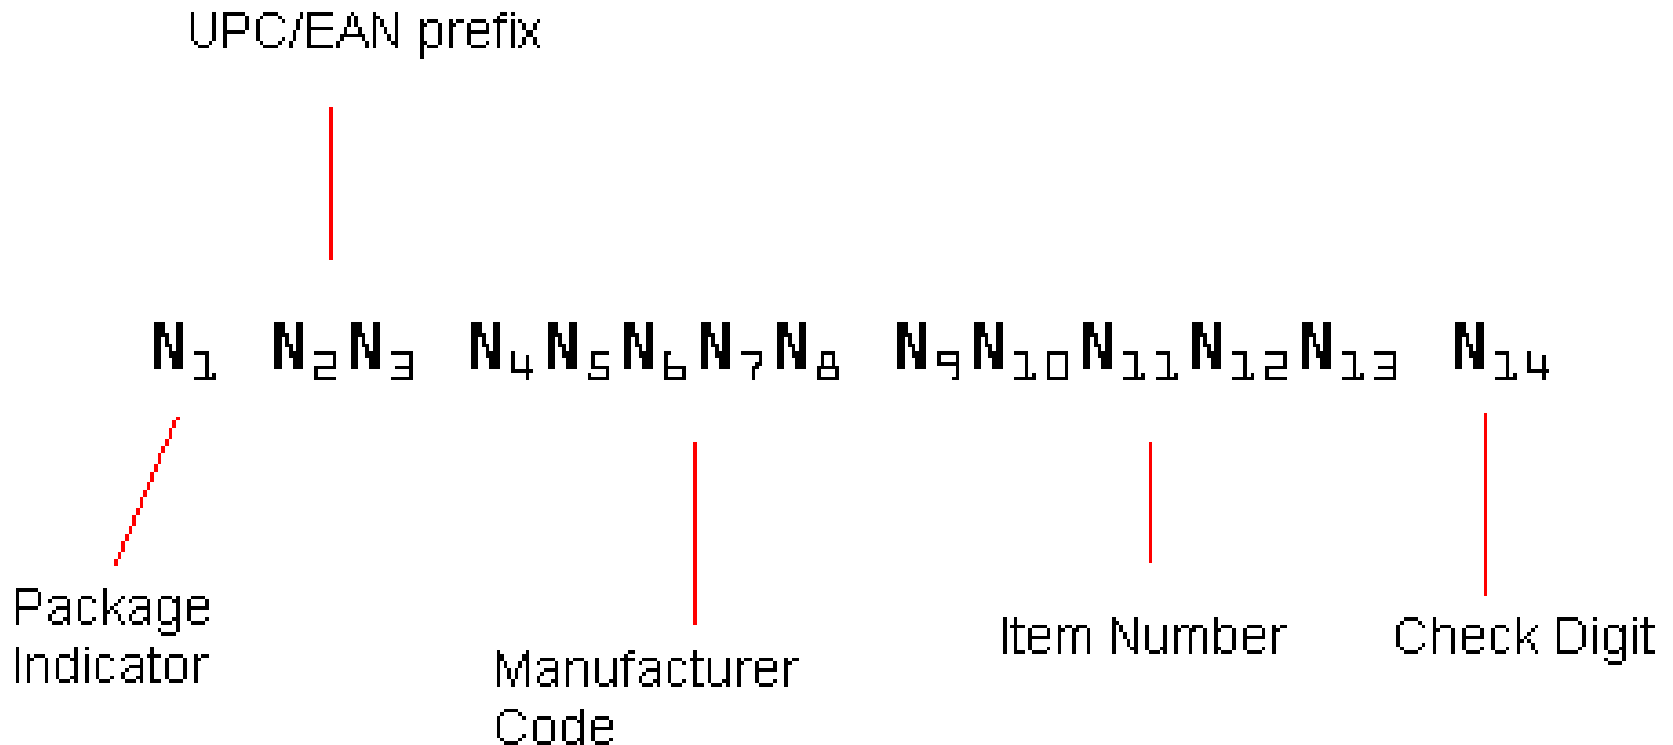 UPC/EAN prefix
N1 N2N3 N4N5N6N7N8 N9N10N11N12N13 N14
Package
Indicator
Manufacturer
Code
Item Number
Check Digit